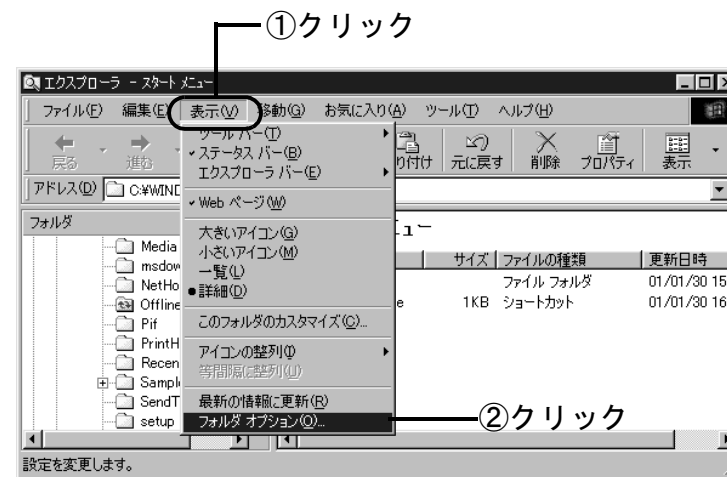 ①クリック
エクスプローラ － スタート メニュー
ファイル(F) 編集(E) 表示(V) 移動(G) お気に入り(A) ツール(T) ヘルプ(H)
戻る 進む り付け 元に戻す 削除 プロパティ 表示
アドレス(D) C:¥WIND
ツール バー(T)
ステータス バー(B)
エクスプローラ バー(E)
Web ページ(W)
大きいアイコン(G)
小さいアイコン(M)
一覧(L)
詳細(D)
このフォルダのカスタマイズ(C)...
アイコンの整列(I)
等間隔に整列(U)
最新の情報に更新(R)
フォルダ オプション(O)...
②クリック
フォルダ
Media
msdow
NetHo
Offline
Pif
PrintH
Recen
Sampl
SendT
setup
ュー
サイズ ファイルの種類 更新日時
ファイル フォルダ 01/01/30 15
e 1KB ショートカット 01/01/30 16
設定を変更します。